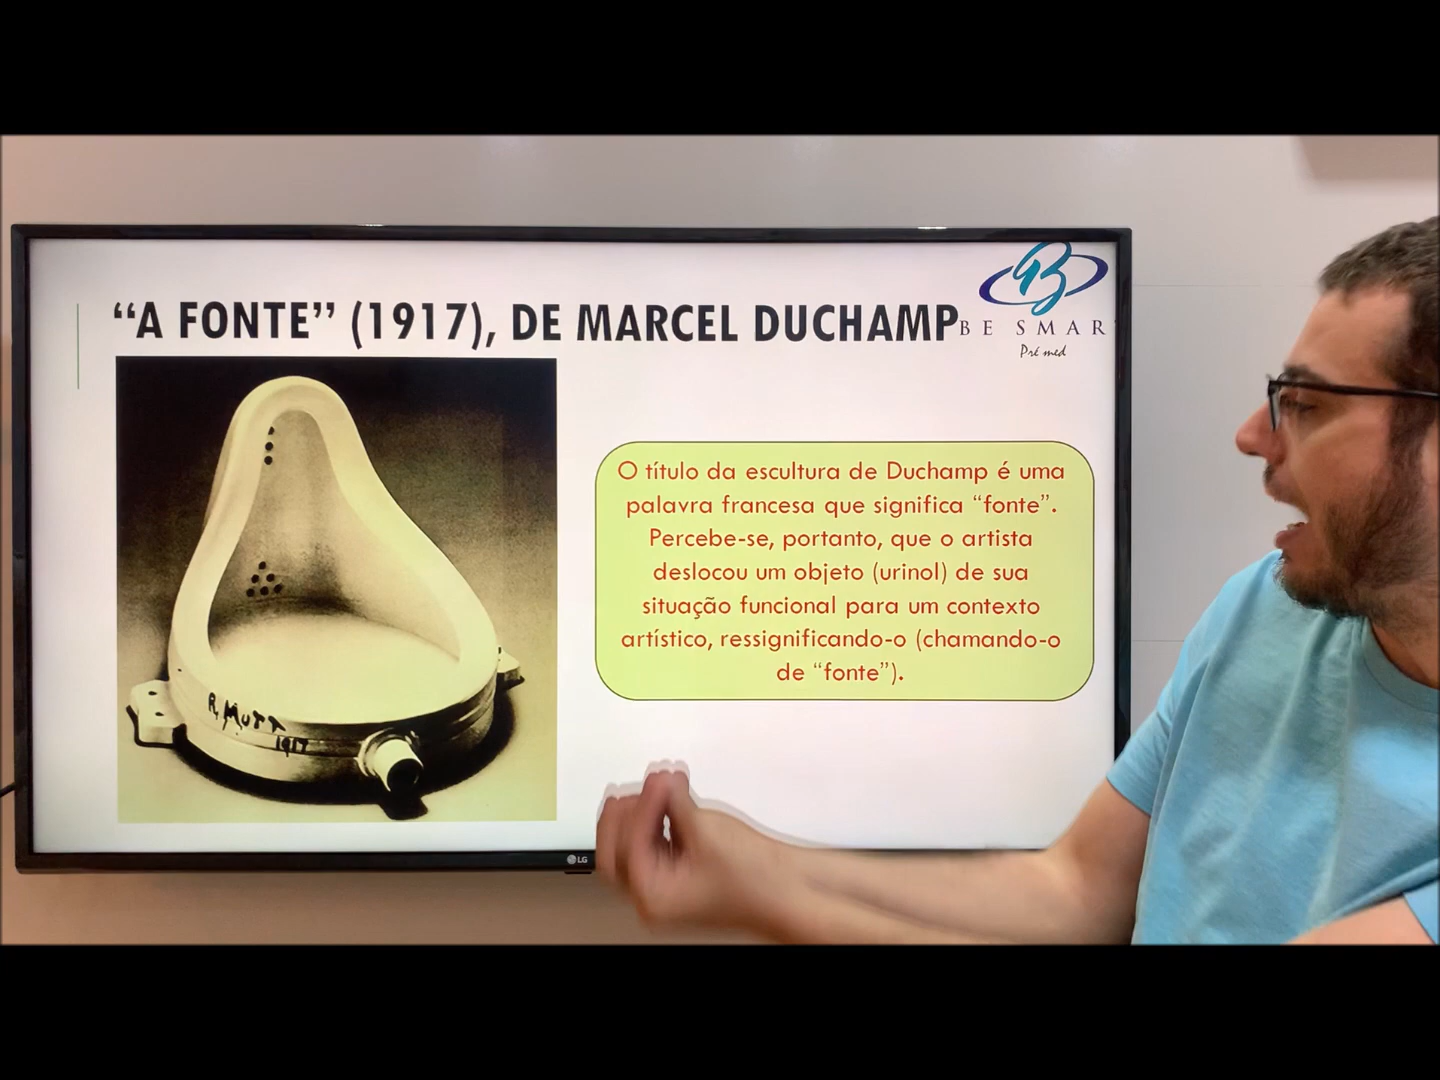 “A FONTE” (1917), DE MARCEL DUCHAMP
BE SMAR
Pré med
O título da escultura de Duchamp é uma
palavra francesa que significa “fonte”.
Percebe-se, portanto, que o artista
deslocou um objeto (urinol) de sua
situação funcional para um contexto
artístico, ressignificando-o (chamando-o
de “fonte”).
R. MUTT
1917
LG